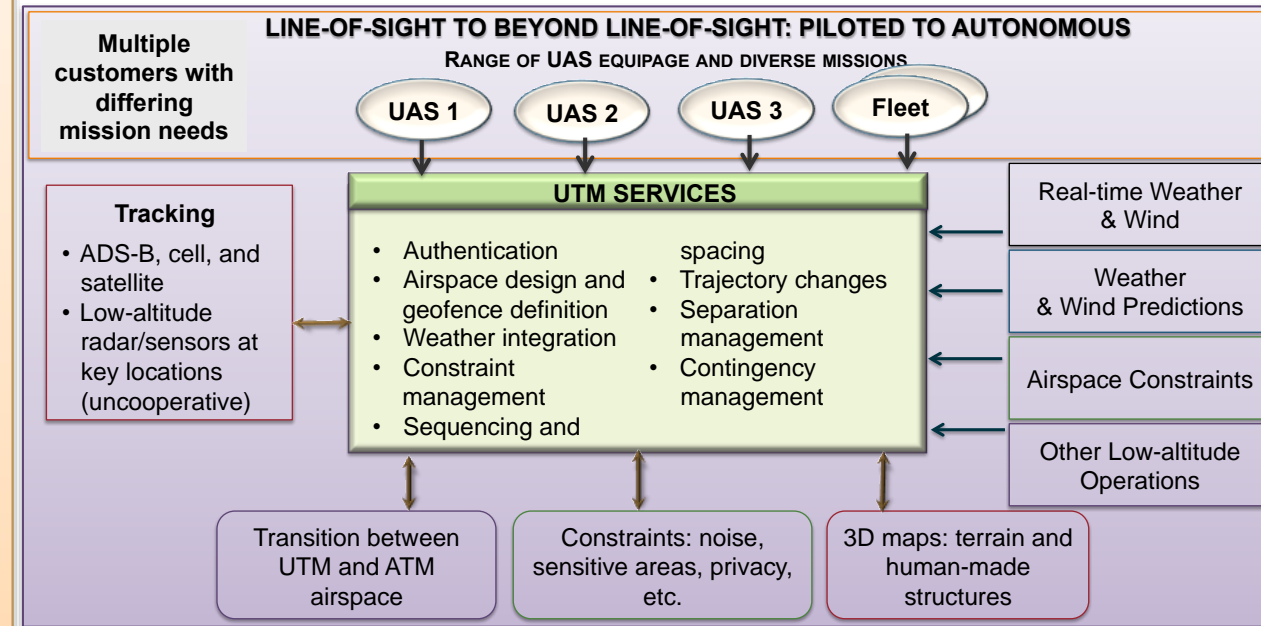 LINE-OF-SIGHT TO BEYOND LINE-OF-SIGHT: PILOTED TO AUTONOMOUS
RANGE OF UAS EQUIPAGE AND DIVERSE MISSIONS
Multiple
customers with
differing
mission needs
UAS 1
UAS 2
UAS 3
Fleet
Tracking
• ADS-B, cell, and
satellite
• Low-altitude
radar/sensors at
key locations
(uncooperative)
UTM SERVICES
• Authentication
• Airspace design and
geofence definition
• Weather integration
• Constraint
management
• Sequencing and
spacing
• Trajectory changes
• Separation
management
• Contingency
management
Real-time Weather
& Wind
Weather
& Wind Predictions
Airspace Constraints
Other Low-altitude
Operations
Transition between
UTM and ATM
airspace
Constraints: noise,
sensitive areas, privacy,
etc.
3D maps: terrain and
human-made
structures